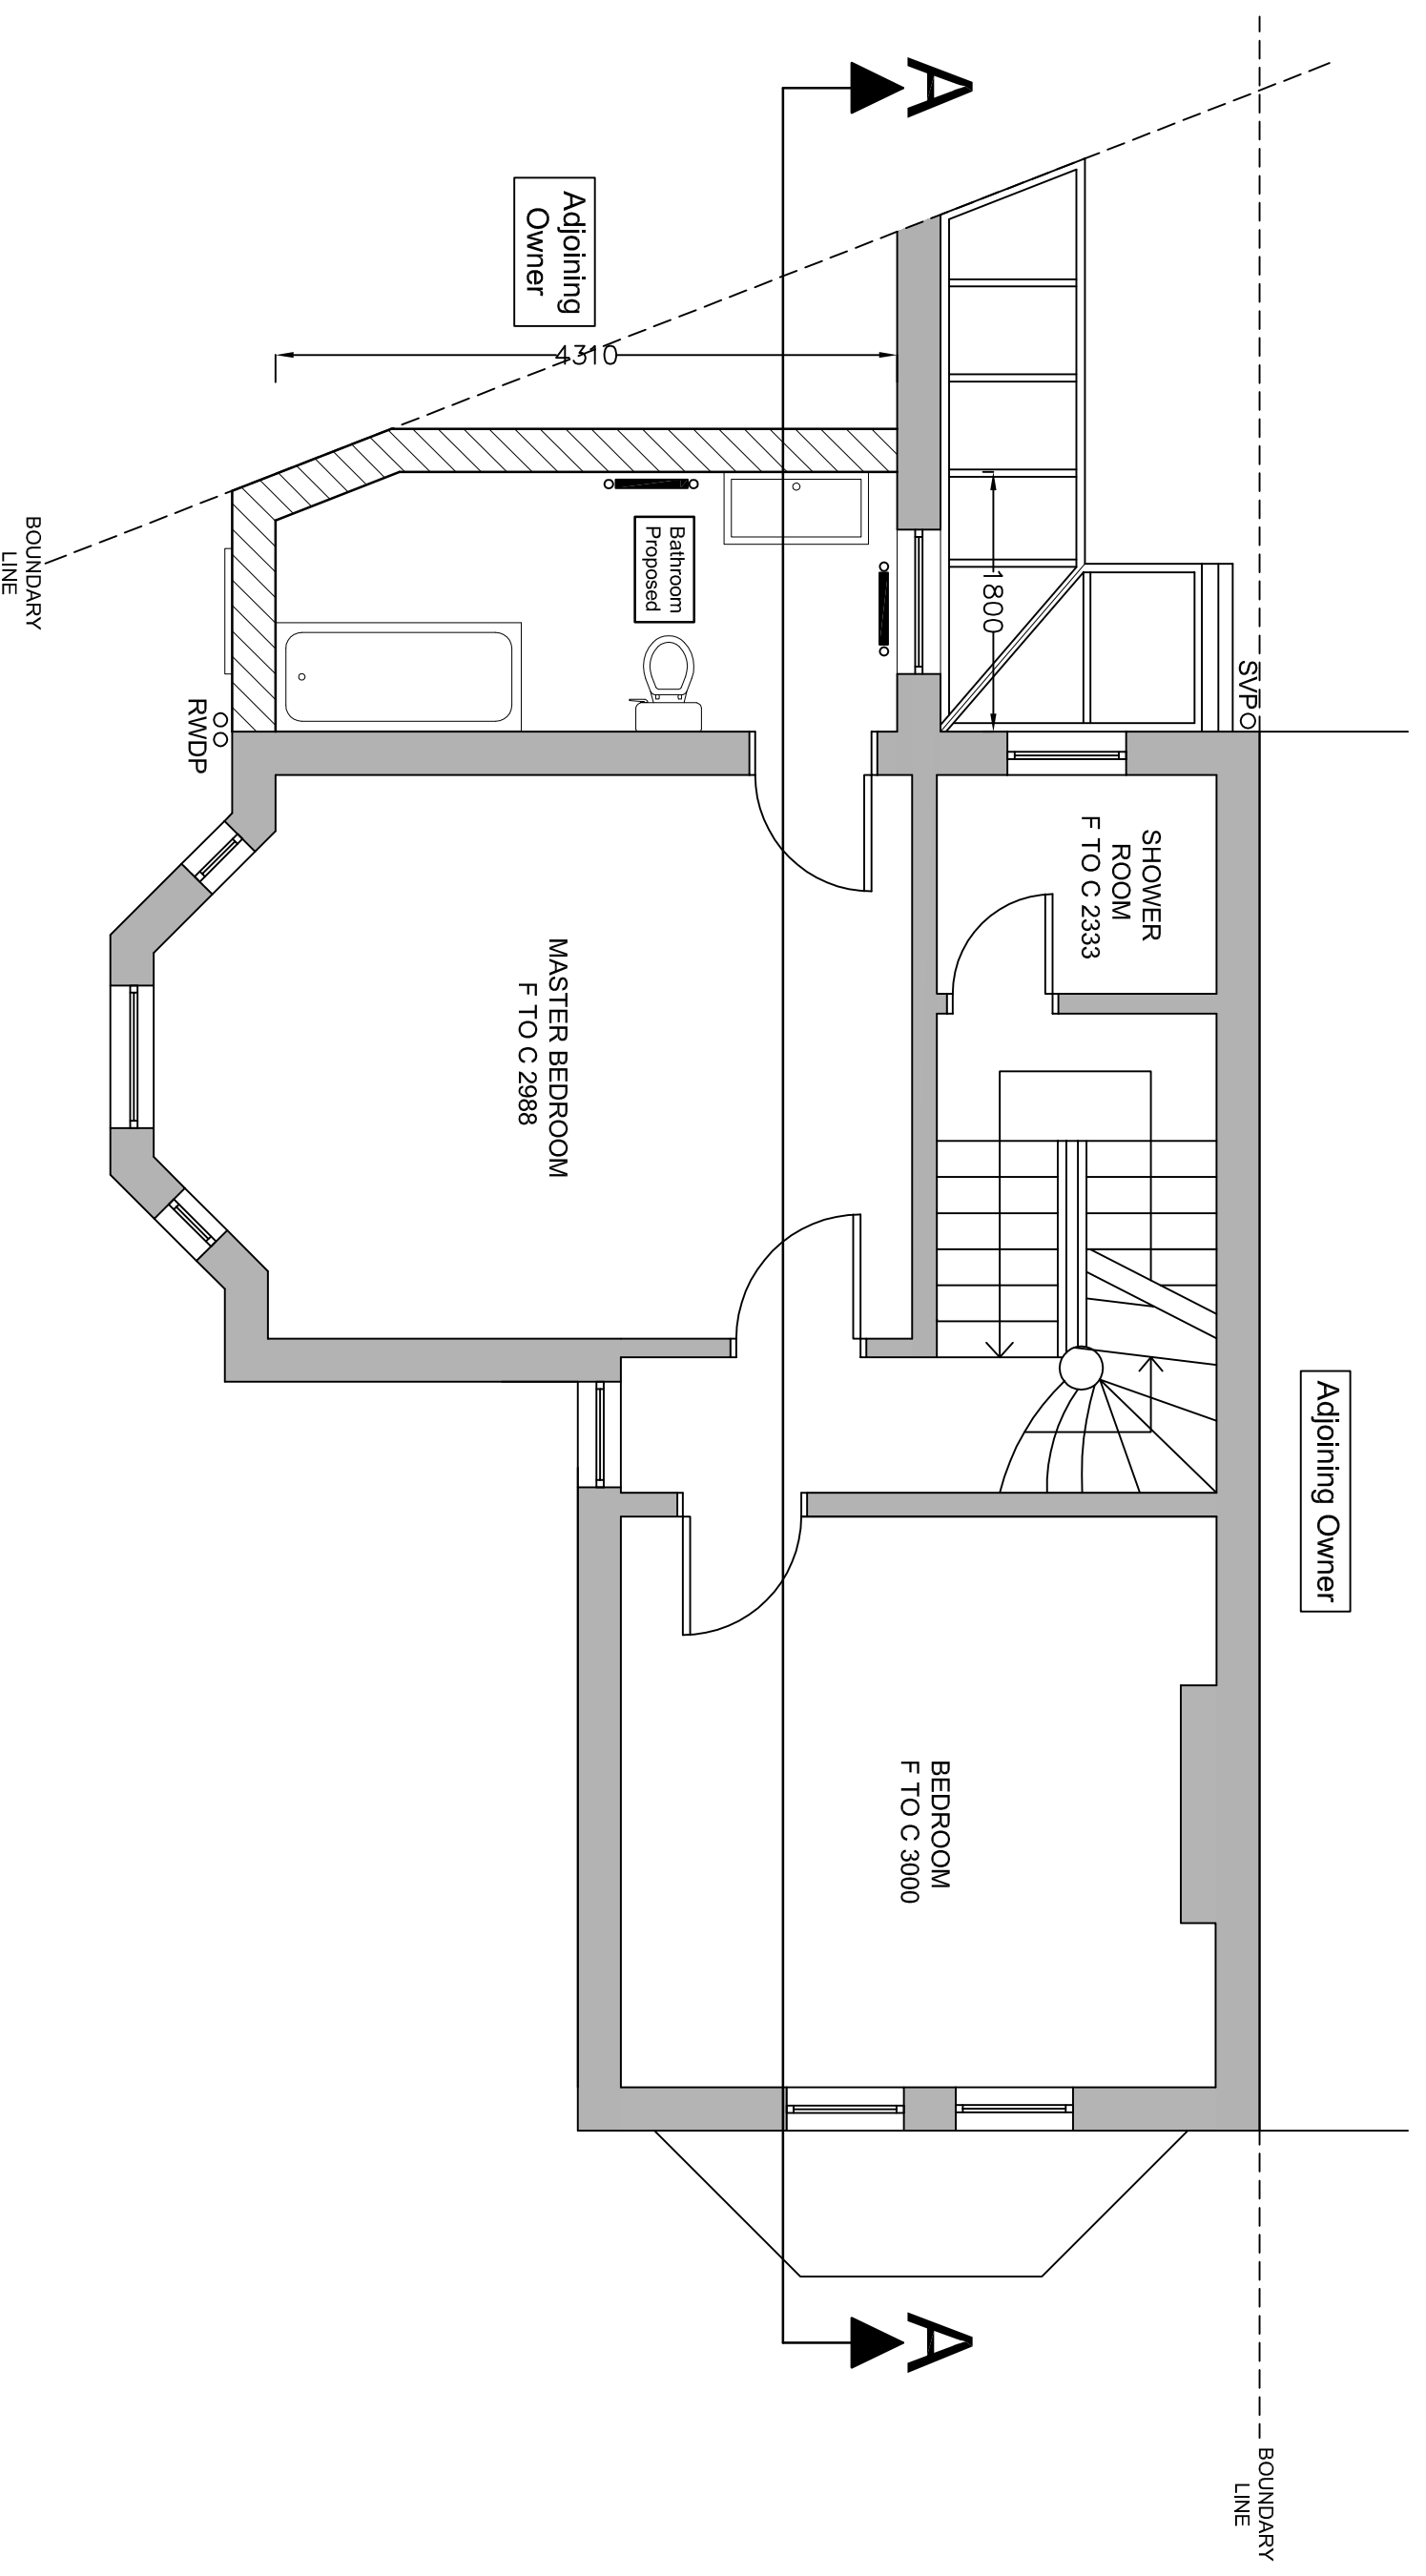 A
Adjoining
Owner
4310
1800
BOUNDARY
LINE
Bathroom
Proposed
SVP
RWDP
SHOWER
ROOM
F TO C 2333
MASTER BEDROOM
F TO C 2988
Adjoining Owner
BEDROOM
F TO C 3000
A
BOUNDARY
LINE